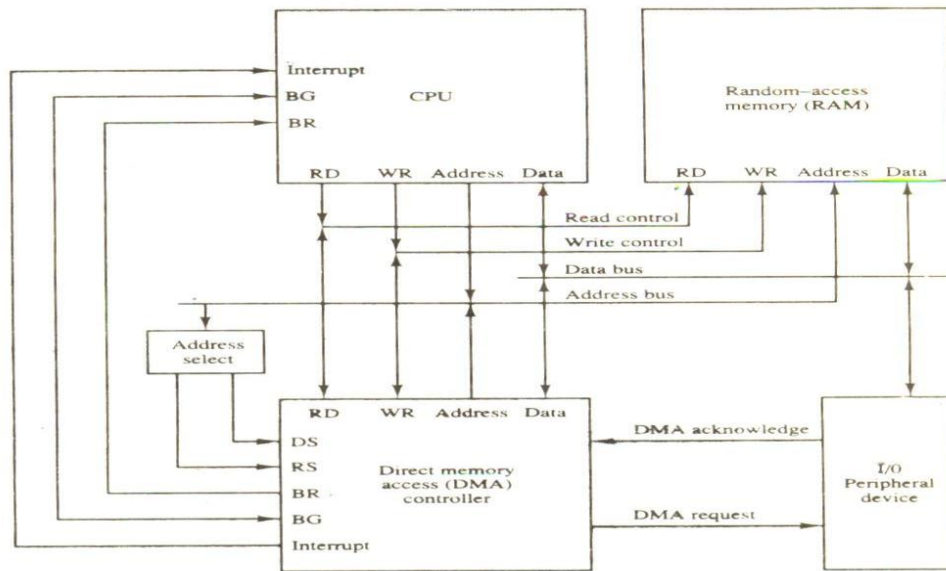 Interrupt
BG
BR
CPU
RD WR Address Data
Random-access
memory (RAM)
RD WR Address Data
Read control
Write control
Data bus
Address bus
Address
select
RD WR Address Data
DS
RS
BR
BG
Interrupt
Direct memory
access (DMA)
controller
DMA acknowledge
DMA request
I/0
Peripheral
device